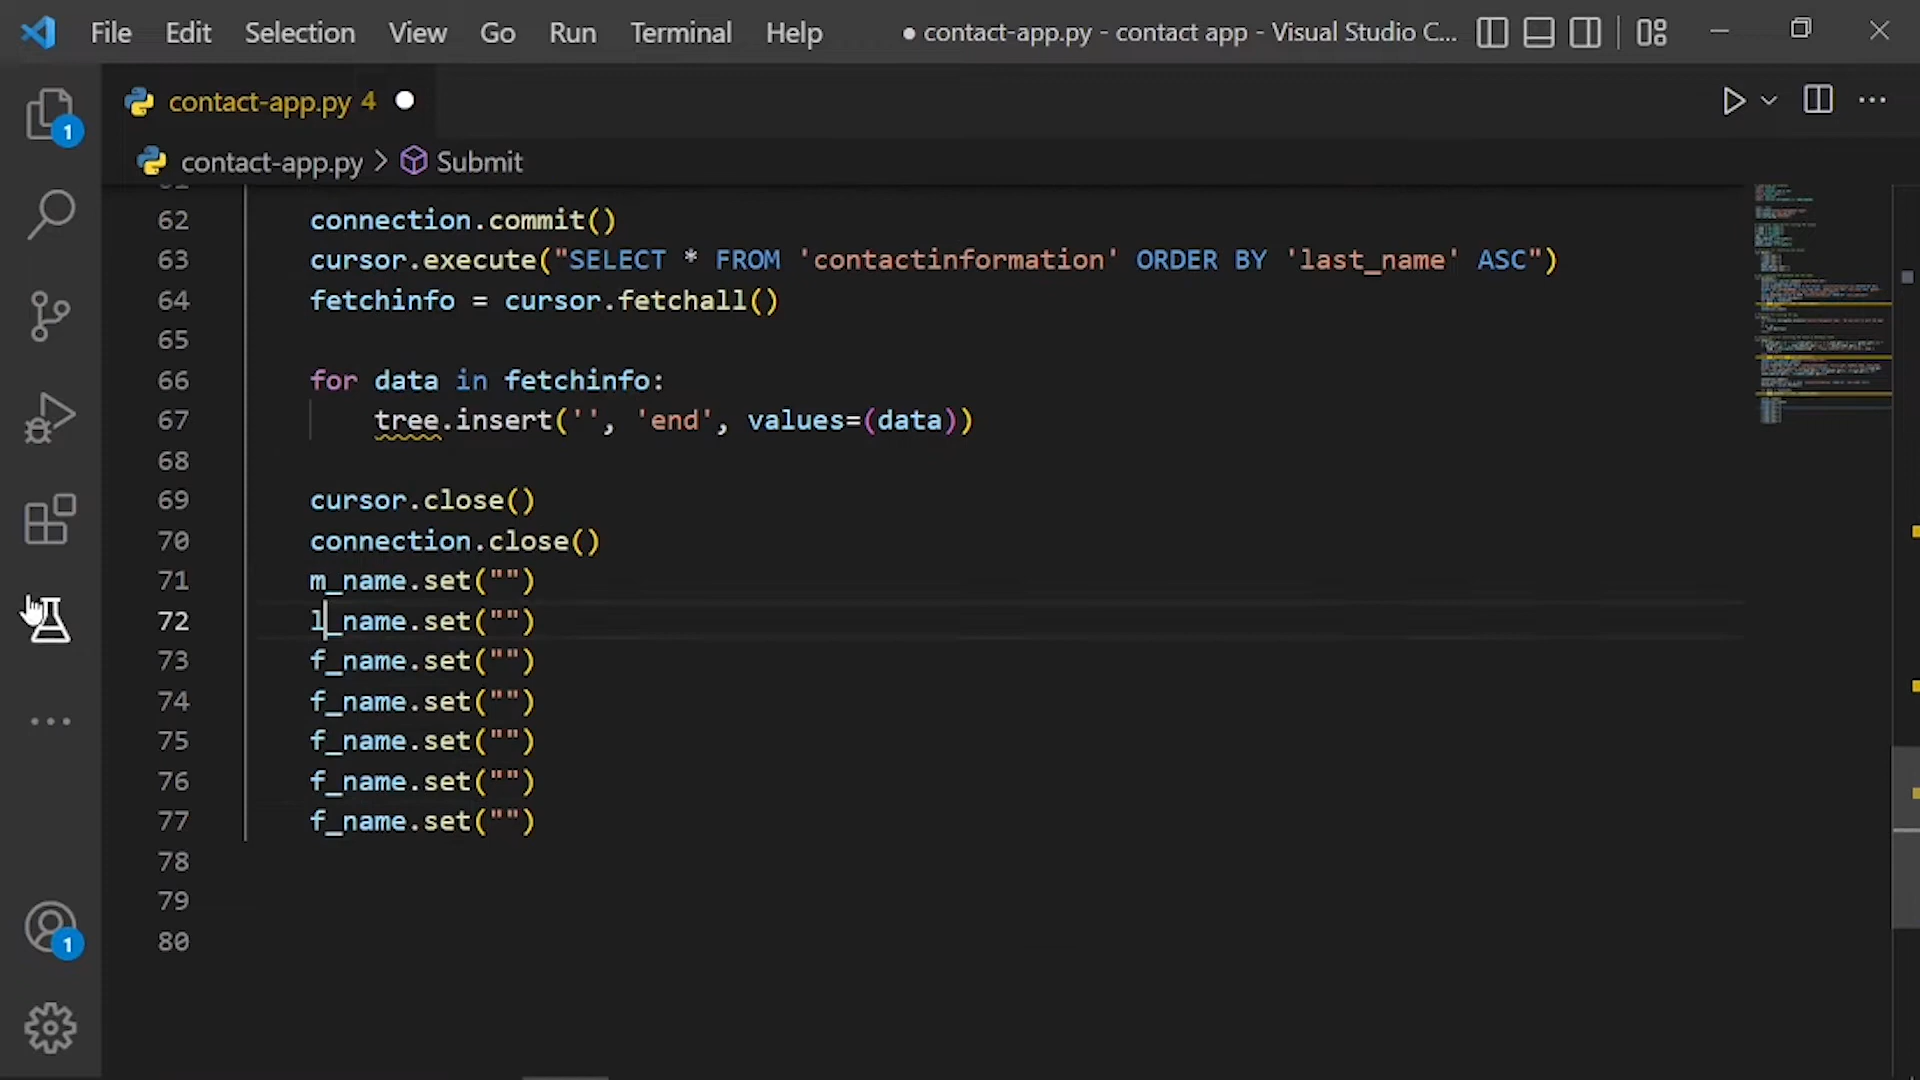 File Edit Selection View Go Run Terminal Help ● contact-app.py - contact app - Visual Studio C...
contact-app.py 4
contact-app.py > Submit
62 connection.commit()
63 cursor.execute("SELECT * FROM 'contactinformation' ORDER BY 'last_name' ASC")
64 fetchinfo = cursor.fetchall()
65
66 for data in fetchinfo:
67 tree.insert('', 'end', values=(data))
68
69 cursor.close()
70 connection.close()
71 m_name.set("")
72 l_name.set("")
73 f_name.set("")
74 f_name.set("")
75 f_name.set("")
76 f_name.set("")
77 f_name.set("")
78
79
80
1
1